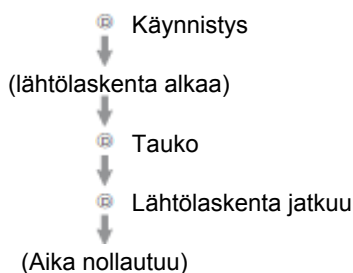 Käynnistys
(lähtölaskenta alkaa)
Tauko
Lähtölaskenta jatkuu
(Aika nollautuu)